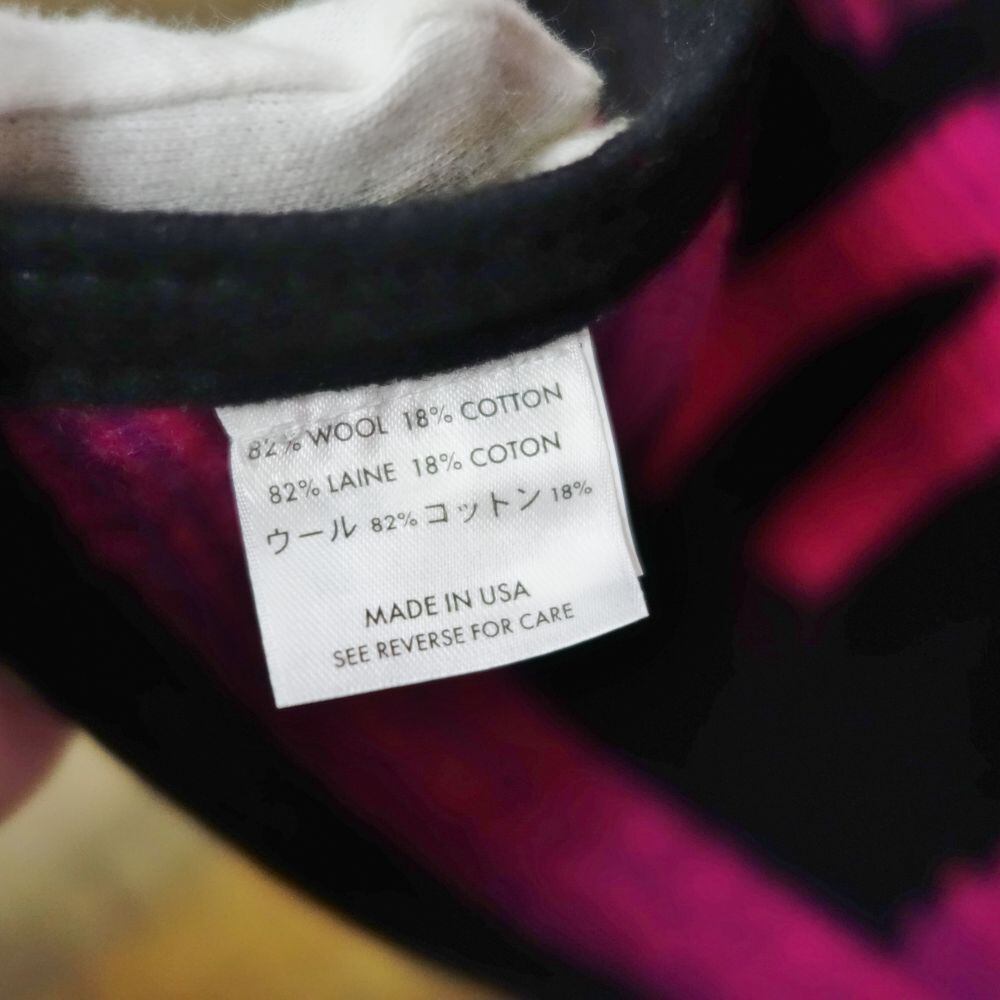 82% WOOL 18% COTTON
82% LAINE 18% COTON
ウール 82% コットン 18%
MADE IN USA
SEE REVERSE FOR CARE